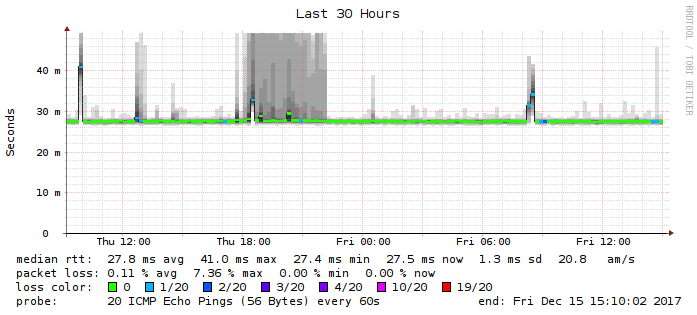 Last 30 Hours
RRDTOOL / TOBI OETIKER
Seconds
40 m
30 m
20 m
10 m
0
Thu 12:00 Thu 18:00 Fri 00:00 Fri 06:00 Fri 12:00
median rtt: 27.8 ms avg 41.0 ms max 27.4 ms min 27.5 ms now 1.3 ms sd 20.8 am/s
packet loss: 0.11 % avg 7.36 % max 0.00 % min 0.00 % now
loss color: 0 1/20 2/20 3/20 4/20 10/20 19/20
probe: 20 ICMP Echo Pings (56 Bytes) every 60s end: Fri Dec 15 15:10:02 2017